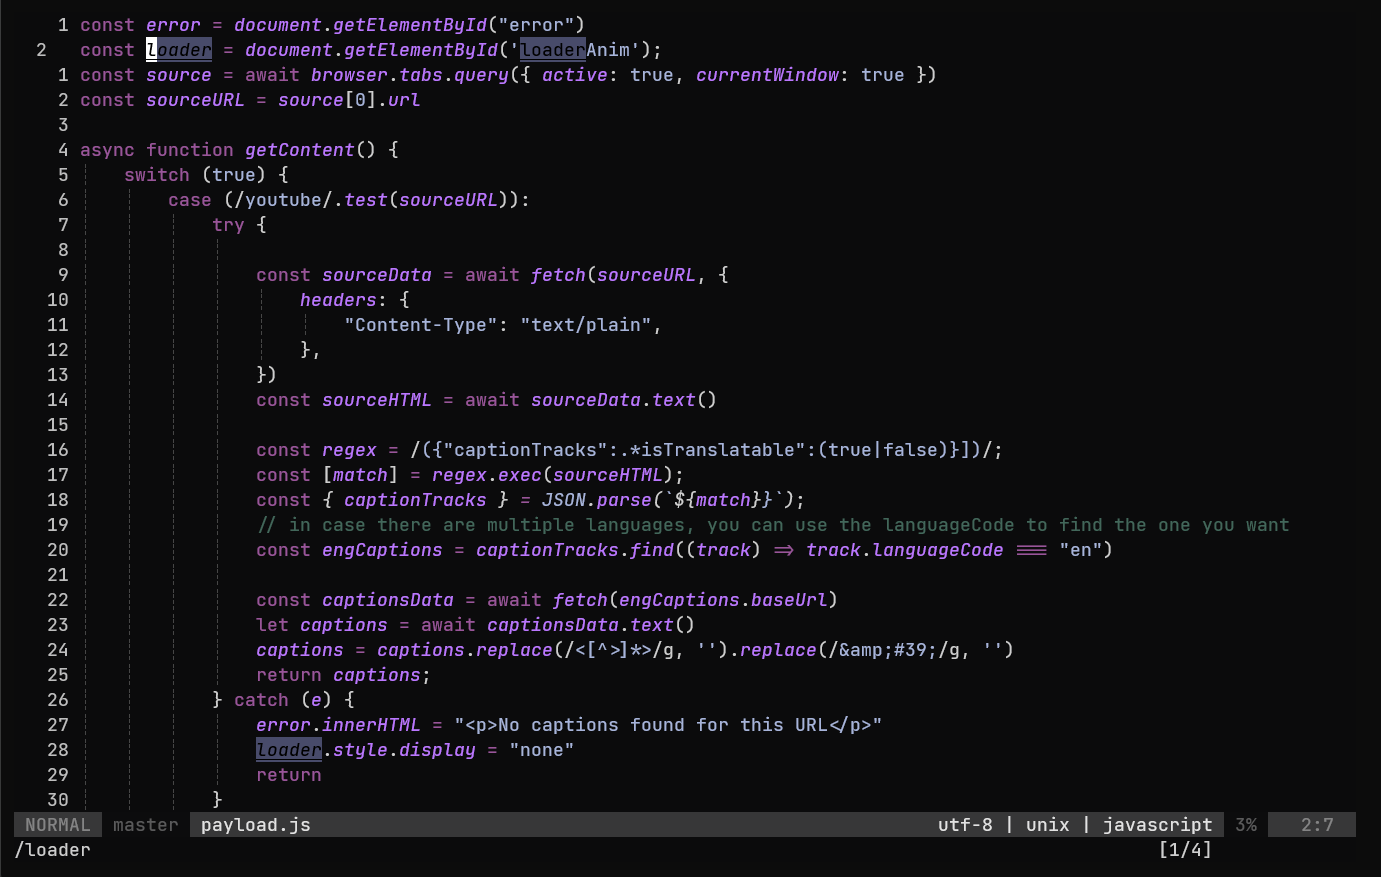 1 const error = document.getElementById("error")
2 const loader = document.getElementById('loaderAnim');
1 const source = await browser.tabs.query({ active: true, currentWindow: true })
2 const sourceURL = source[0].url
3
4 async function getContent() {
5 switch (true) {
6 case (/youtube/.test(sourceURL)):
7 try {
8
9 const sourceData = await fetch(sourceURL, {
10 headers: {
11 "Content-Type": "text/plain",
12 },
13 })
14 const sourceHTML = await sourceData.text()
15
16 const regex = /({"captionTracks":.*isTranslatable":(true|false)}])/;
17 const [match] = regex.exec(sourceHTML);
18 const { captionTracks } = JSON.parse(`${match}}`);
19 // in case there are multiple languages, you can use the languageCode to find the one you want
20 const engCaptions = captionTracks.find((track) => track.languageCode === "en")
21
22 const captionsData = await fetch(engCaptions.baseUrl)
23 let captions = await captionsData.text()
24 captions = captions.replace(/<[^>]*>/g, '').replace(/&amp;#39;/g, '')
25 return captions;
26 } catch (e) {
27 error.innerHTML = "<p>No captions found for this URL</p>"
28 loader.style.display = "none"
29 return
30 }
NORMAL master payload.js utf-8 | unix | javascript 3% 2:7
/loader [1/4]